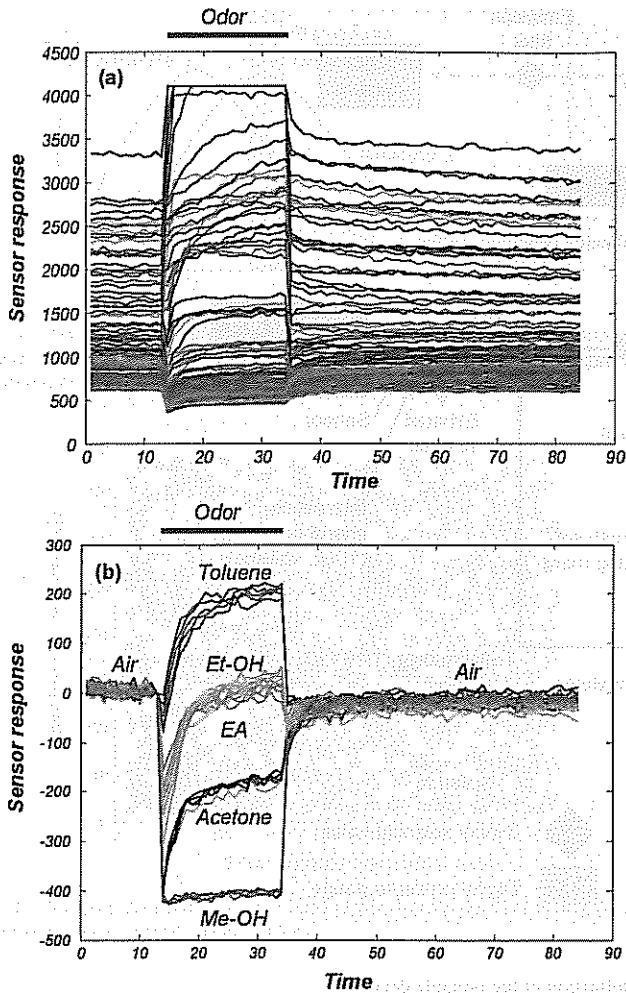 Odor
(a)
4500
4000
3500
3000
2500
2000
1500
1000
500
0
Sensor response
0 10 20 30 40 50 60 70 80 90
Time
Odor
(b)
300
200
100
0
-100
-200
-300
-400
-500
Sensor response
Toluene
Air
Et-OH
Air
EA
Acetone
Me-OH
0 10 20 30 40 50 60 70 80 90
Time